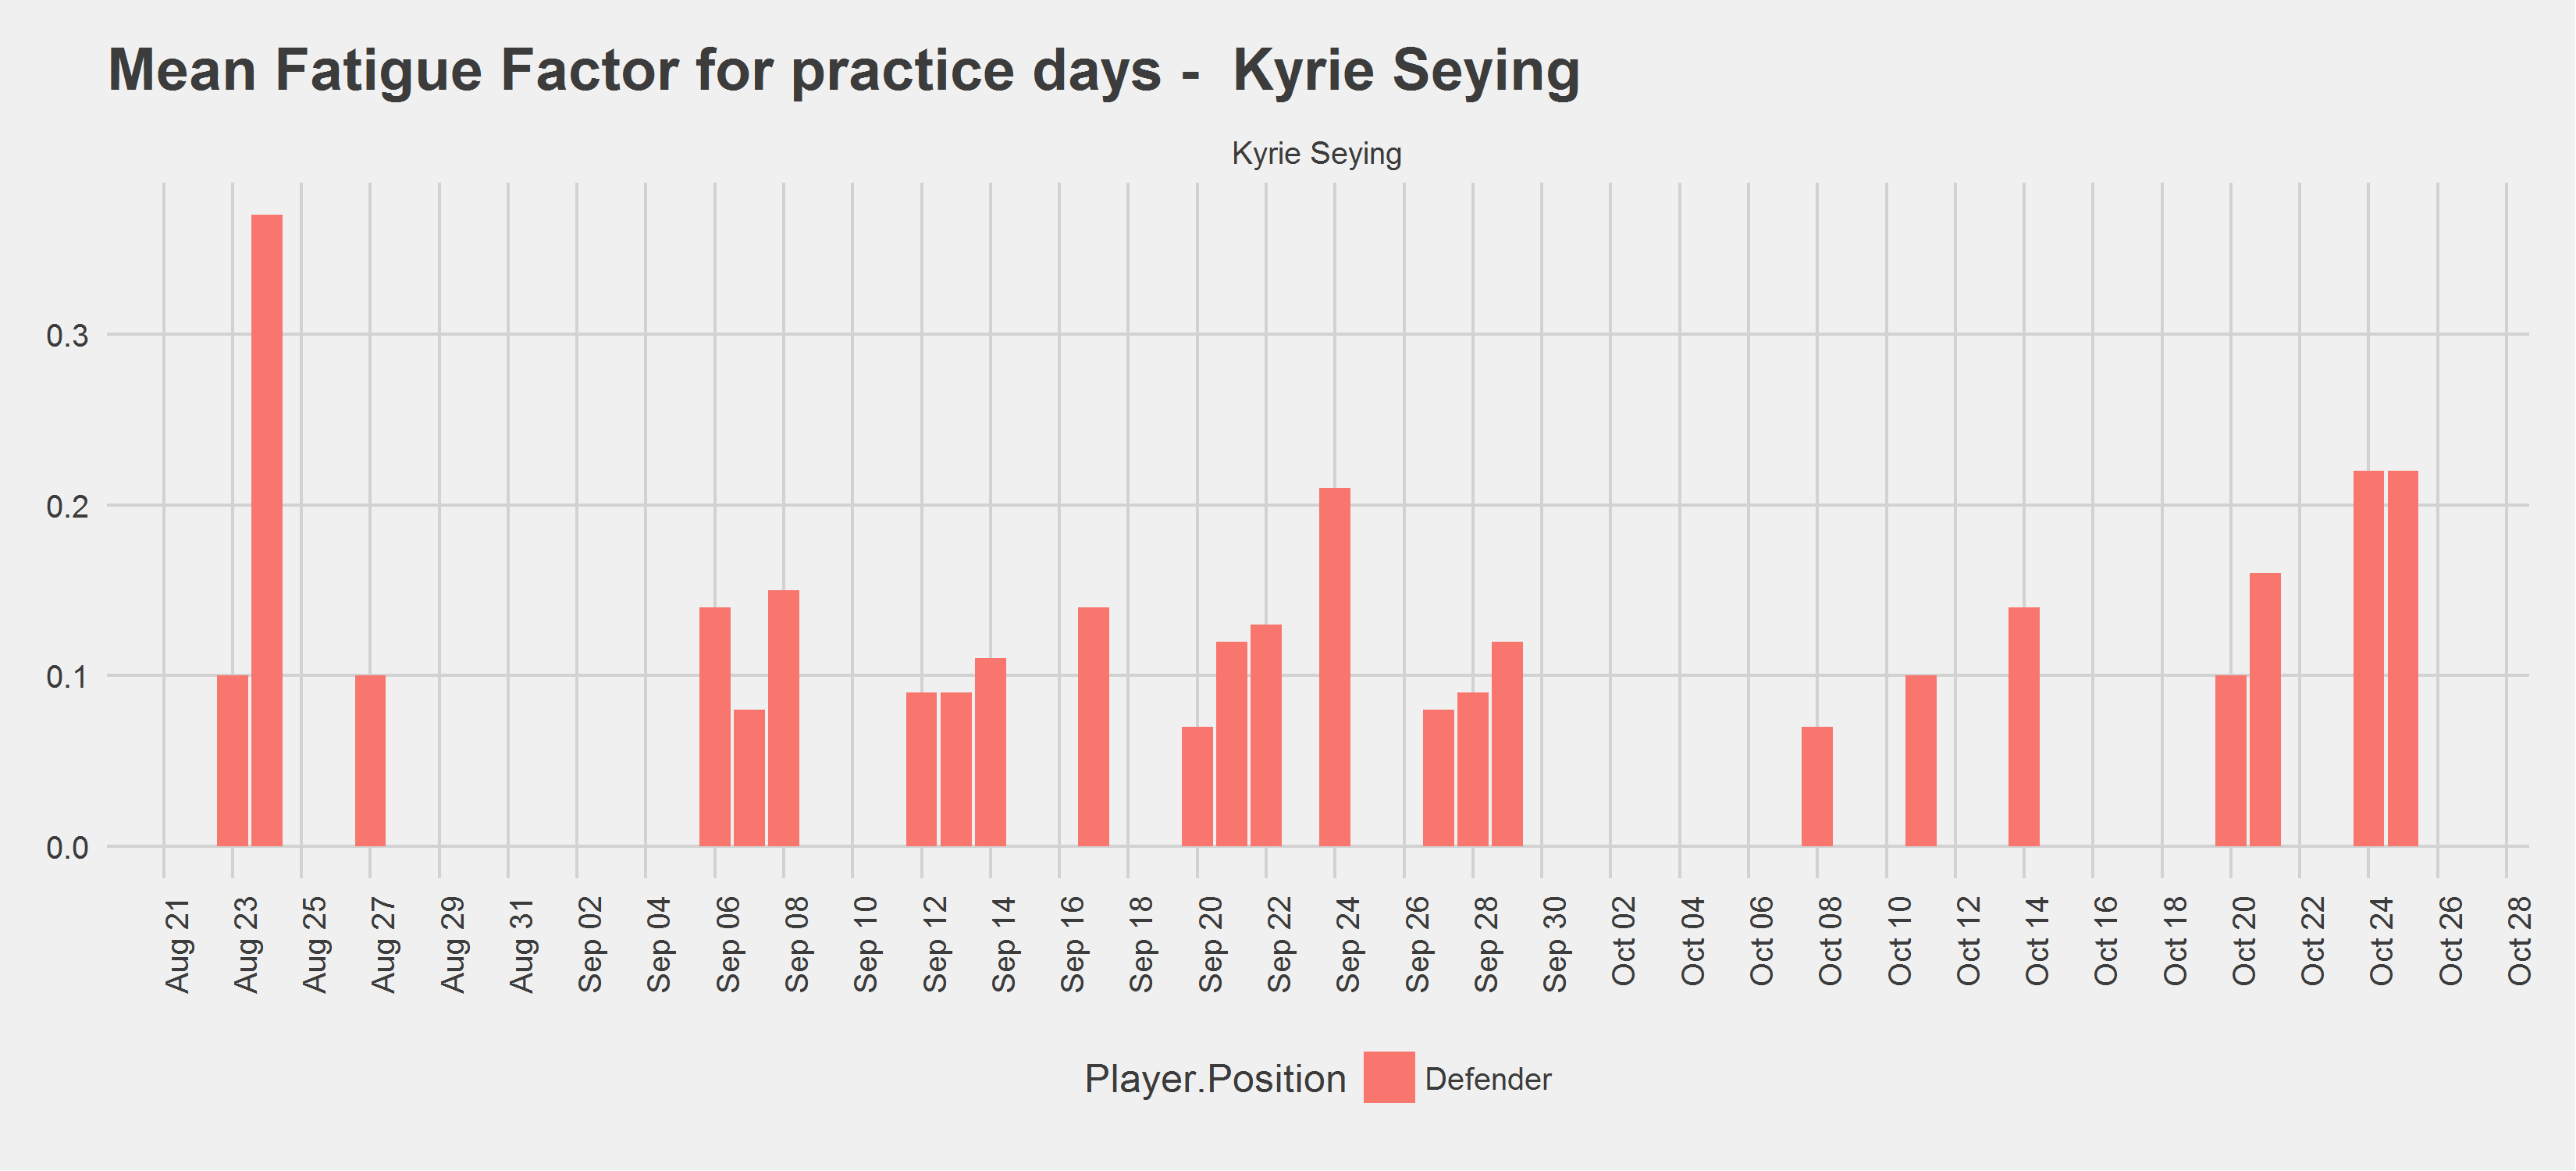 Mean Fatigue Factor for practice days -  Kyrie Seying
Kyrie Seying
0.3
0.2
0.1
0.0
Aug 21
Aug 23
Aug 25
Aug 27
Aug 29
Aug 31
Sep 02
Sep 04
Sep 06
Sep 08
Sep 10
Sep 12
Sep 14
Sep 16
Sep 18
Sep 20
Sep 22
Sep 24
Sep 26
Sep 28
Sep 30
Oct 02
Oct 04
Oct 06
Oct 08
Oct 10
Oct 12
Oct 14
Oct 16
Oct 18
Oct 20
Oct 22
Oct 24
Oct 26
Oct 28
Player.Position Defender